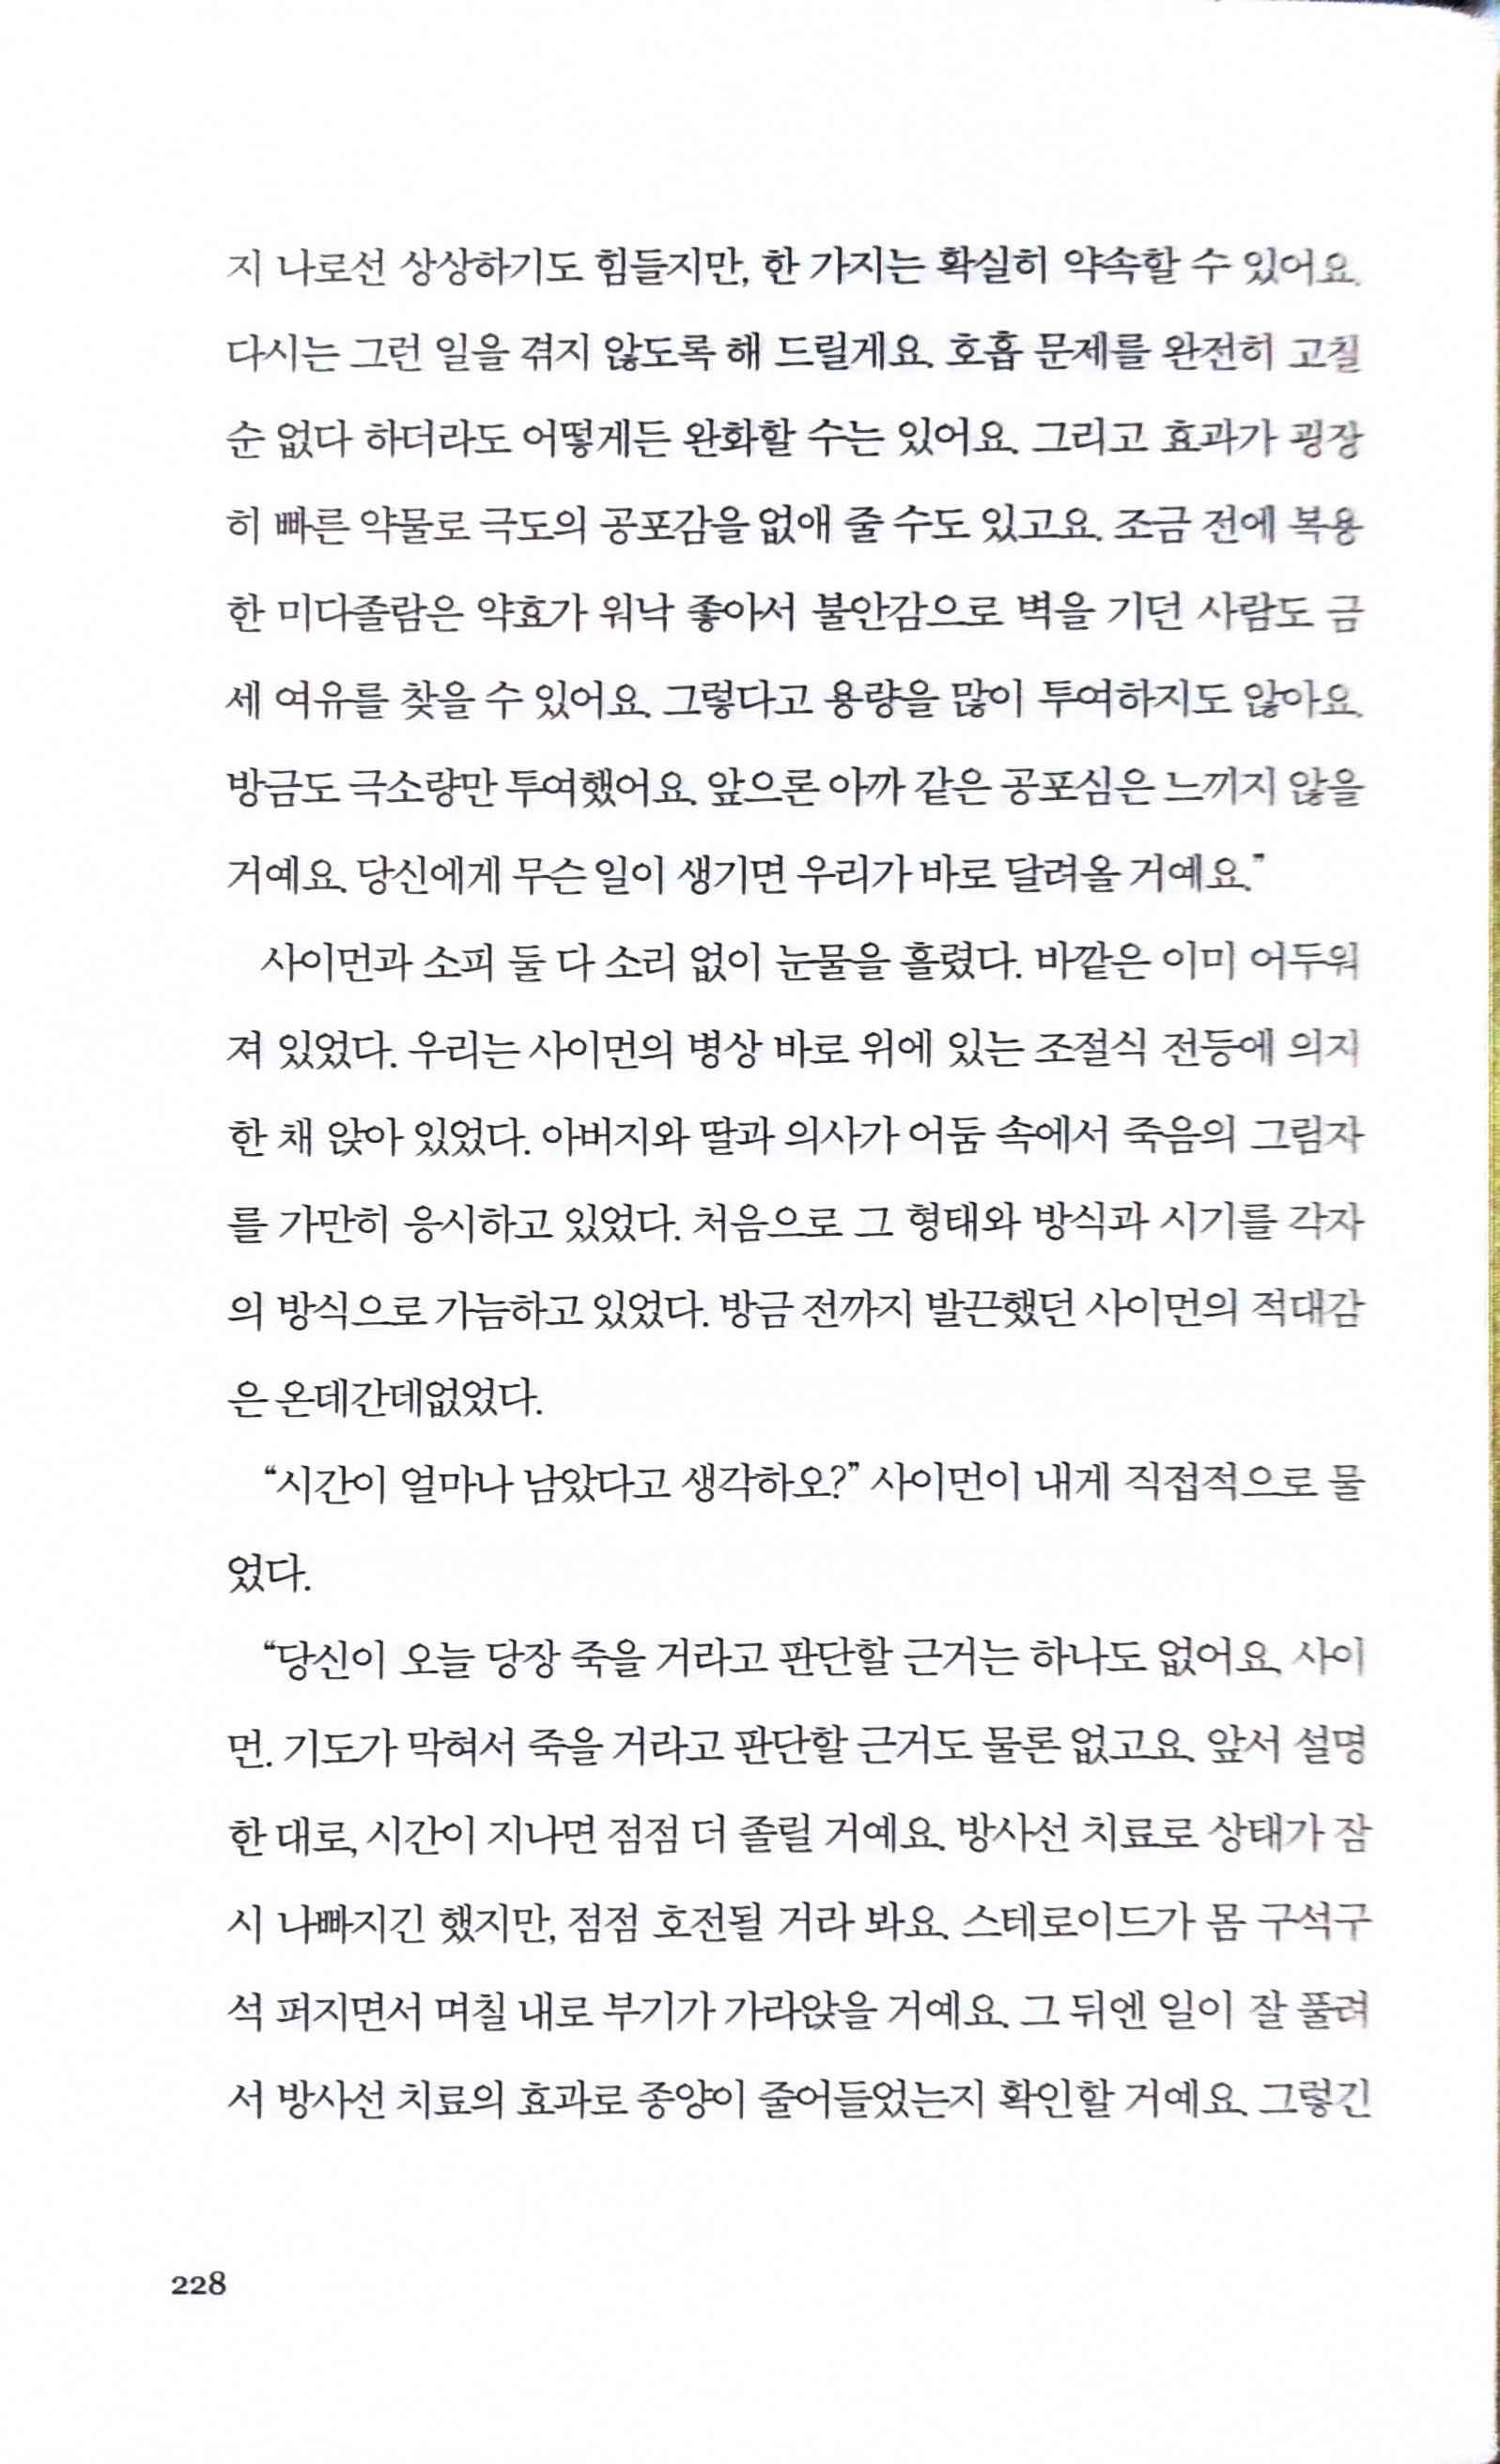 지 나로선 상상하기도 힘들지만, 한 가지는 확실히 약속할 수 있어요.
다시는 그런 일을 겪지 않도록 해 드릴게요. 호흡 문제를 완전히 고칠
순 없다 하더라도 어떻게든 완화할 수는 있어요. 그리고 효과가 굉장
히 빠른 약물로 극도의 공포감을 없애 줄 수도 있고요. 조금 전에 복용
한 미다졸람은 약효가 워낙 좋아서 불안감으로 벽을 기던 사람도 금
세 여유를 찾을 수 있어요. 그렇다고 용량을 많이 투여하지도 않아요.
방금도 극소량만 투여했어요. 앞으론 아까 같은 공포심은 느끼지 않을
거예요. 당신에게 무슨 일이 생기면 우리가 바로 달려올 거예요.”
사이먼과 소피 둘 다 소리 없이 눈물을 흘렸다. 바깥은 이미 어두워
져 있었다. 우리는 사이먼의 병상 바로 위에 있는 조절식 전등에 의지
한 채 앉아 있었다. 아버지와 딸과 의사가 어둠 속에서 죽음의 그림자
를 가만히 응시하고 있었다. 처음으로 그 형태와 방식과 시기를 각자
의 방식으로 가늠하고 있었다. 방금 전까지 발끈했던 사이먼의 적대감
은 온데간데없었다.
“시간이 얼마나 남았다고 생각하오?” 사이먼이 내게 직접적으로 물
었다.
“당신이 오늘 당장 죽을 거라고 판단할 근거는 하나도 없어요, 사이
먼. 기도가 막혀서 죽을 거라고 판단할 근거도 물론 없고요. 앞서 설명
한 대로, 시간이 지나면 점점 더 졸릴 거예요. 방사선 치료로 상태가 잠
시 나빠지긴 했지만, 점점 호전될 거라 봐요. 스테로이드가 몸 구석구
석 퍼지면서 며칠 내로 부기가 가라앉을 거예요. 그 뒤엔 일이 잘 풀려
서 방사선 치료의 효과로 종양이 줄어들었는지 확인할 거예요. 그렇긴
228